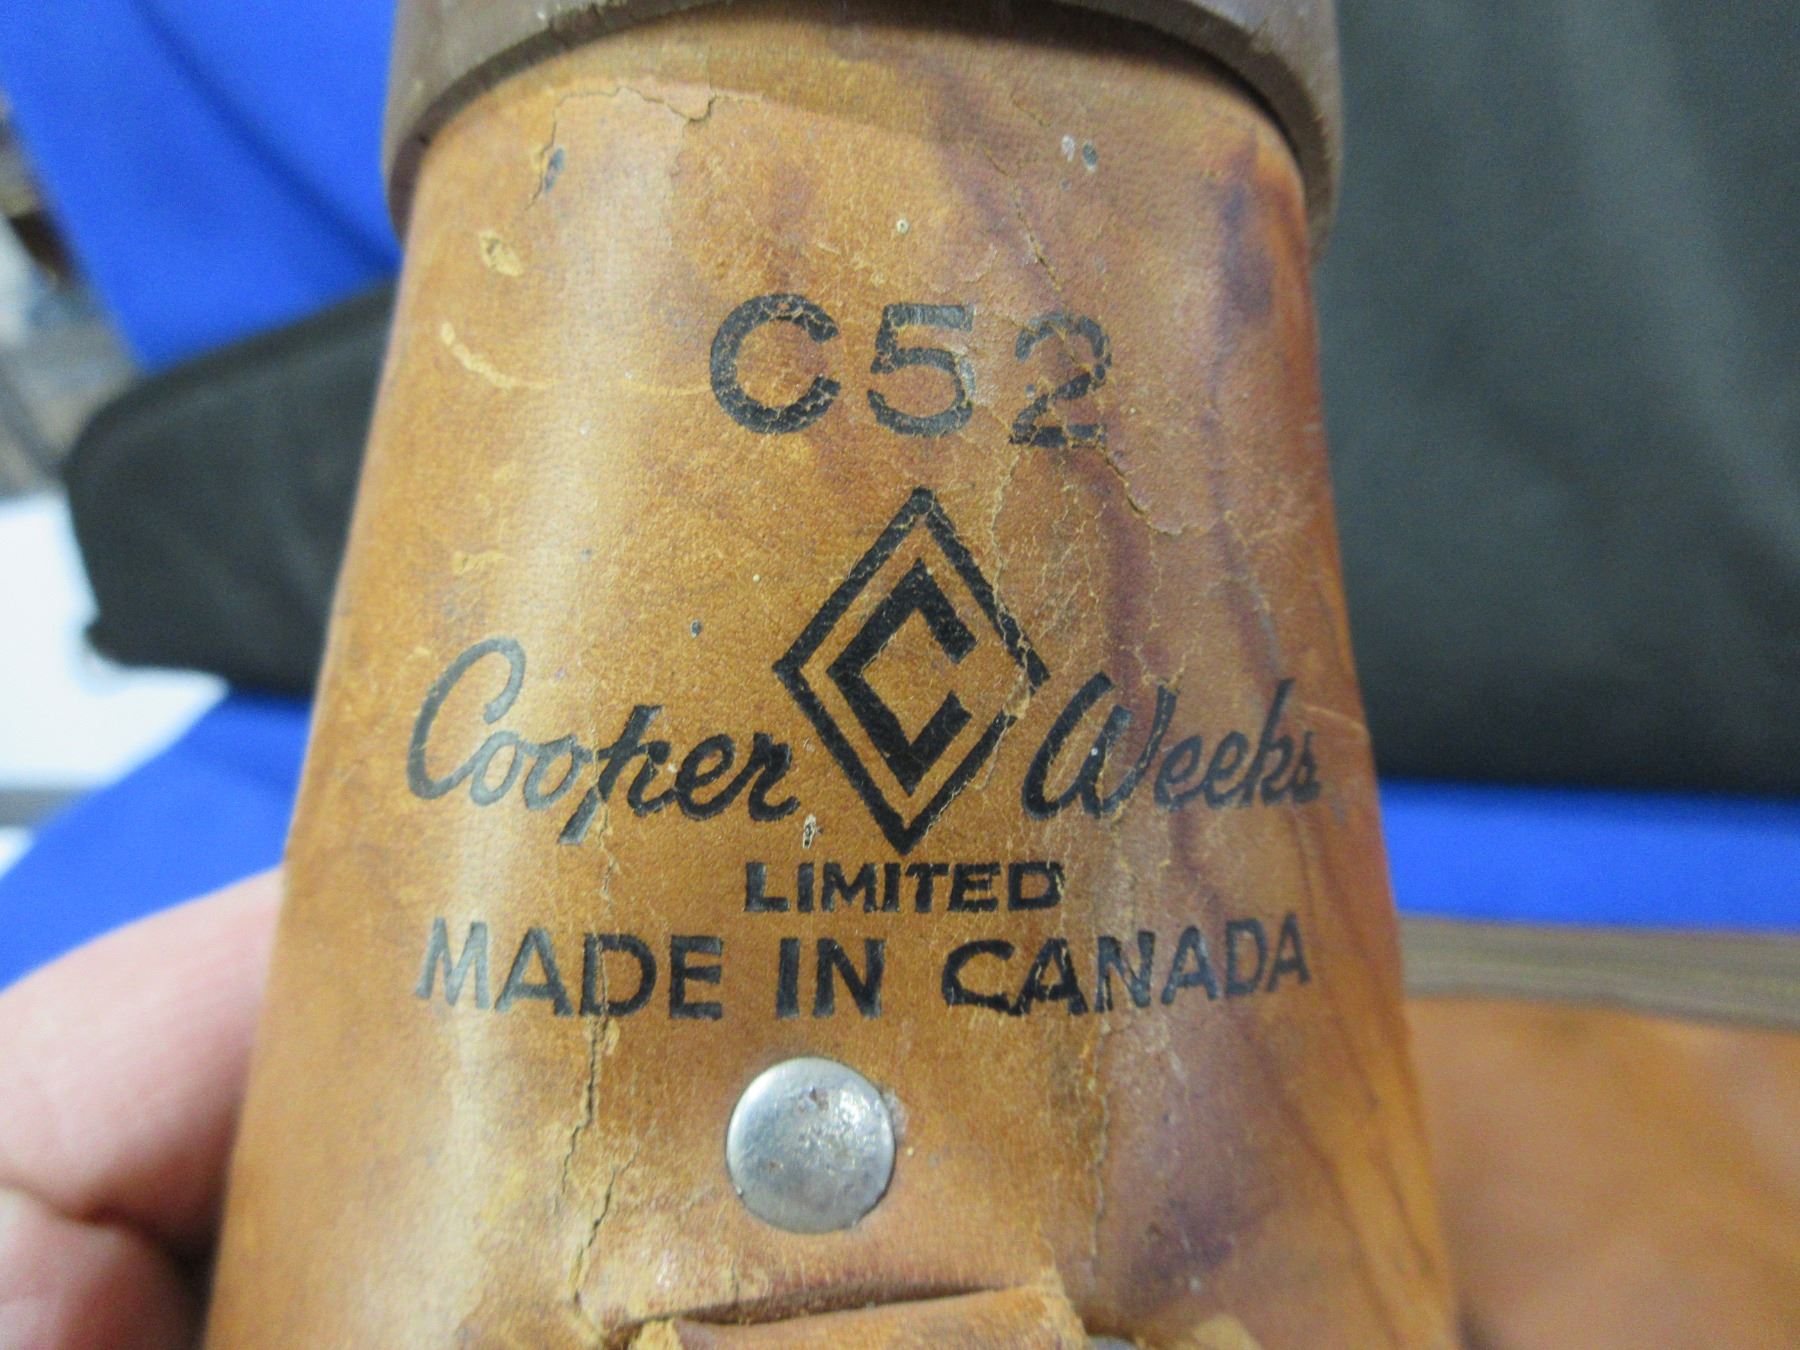 C52
C
Cooper Weeks
LIMITED
MADE IN CANADA